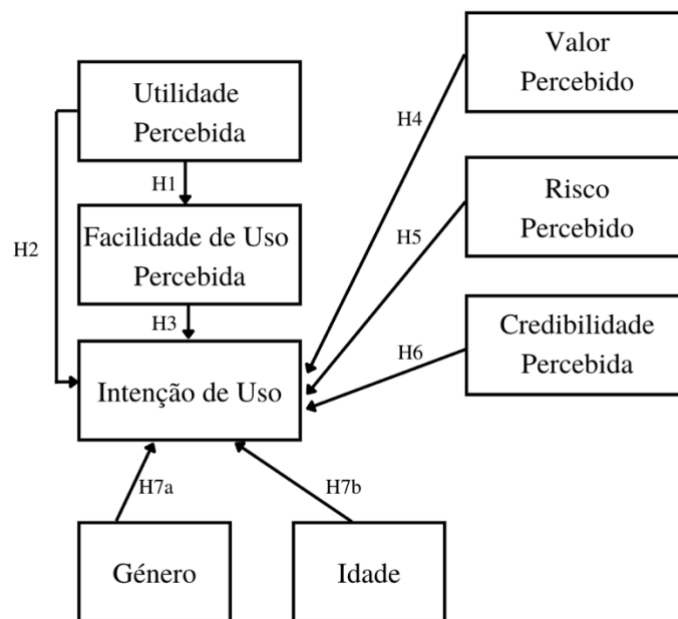 Utilidade
Percebida
H1
H2
Facilidade de Uso
Percebida
H3
Intenção de Uso
Valor
Percebido
H4
Risco
Percebido
H5
Credibilidade
Percebida
H6
H7a
H7b
Género
Idade